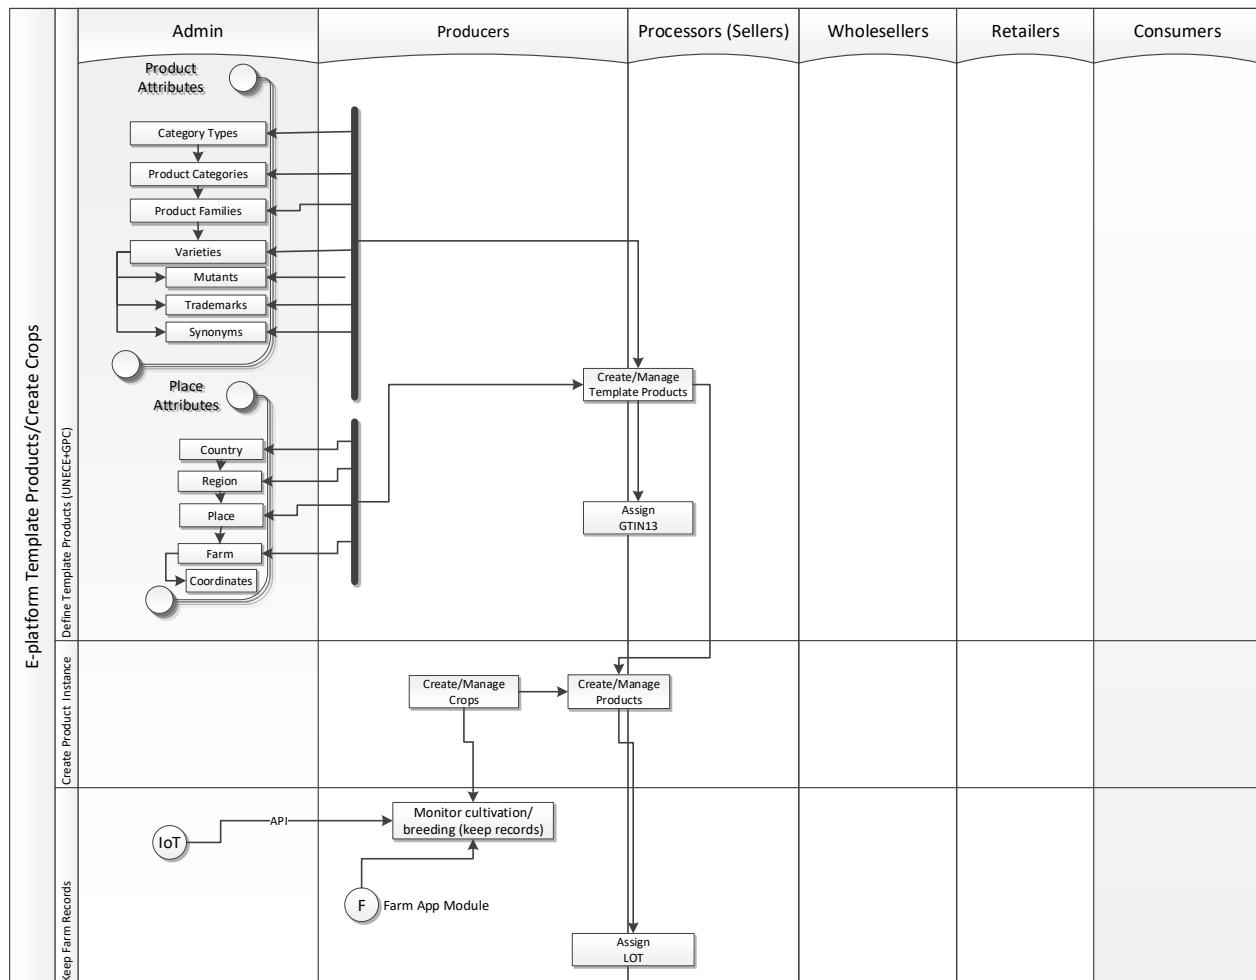 Admin
Producers
Processors (Sellers)
Wholesellers
Retailers
Consumers
E-platform Template Products/Create Crops
Define Template Products (UNECE+GPC)
Product
Attributes
Category Types
Product Categories
Product Families
Varieties
Mutants
Trademarks
Synonyms
Place
Attributes
Country
Region
Place
Farm
Coordinates
Create/Manage
Template Products
Assign
GTIN13
Create Product Instance
Create/Manage
Crops
Create/Manage
Products
Keep Farm Records
IoT
API
Monitor cultivation/
breeding (keep records)
F
Farm App Module
Assign
LOT